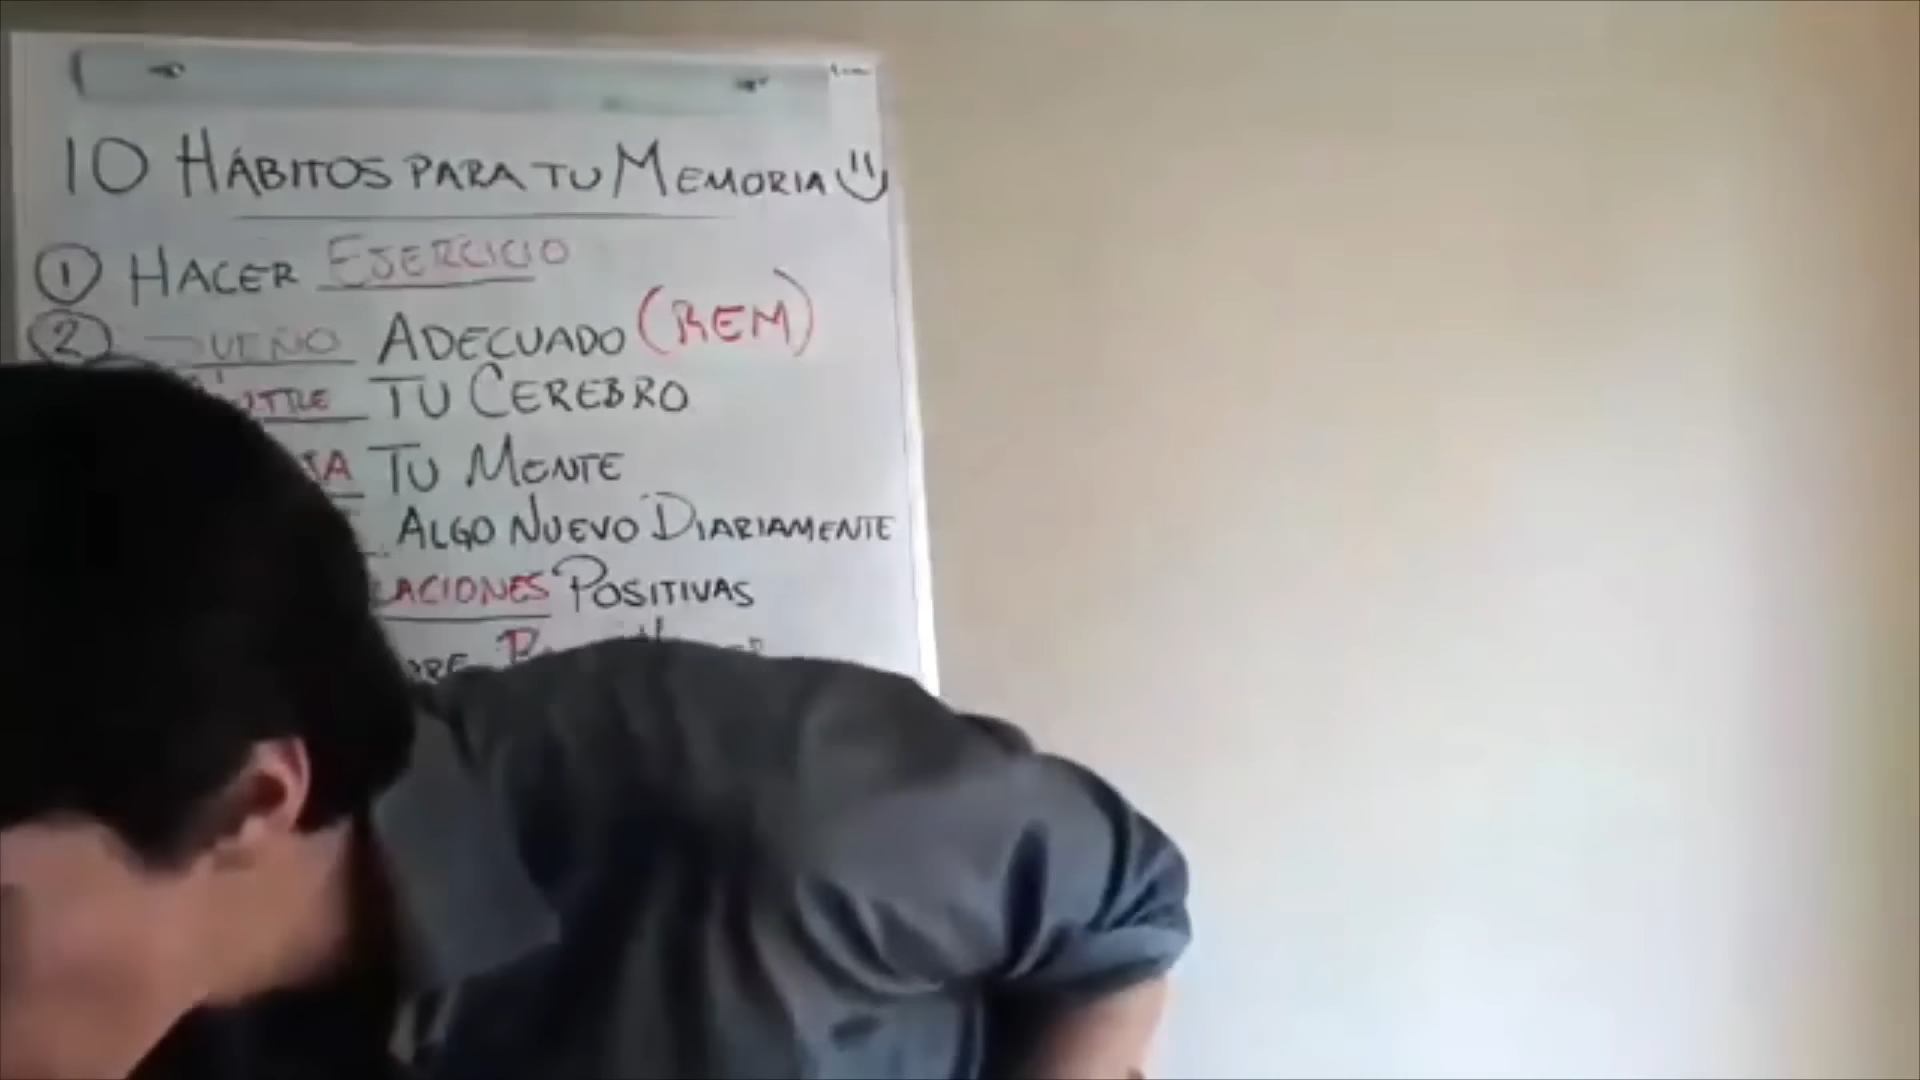 10 HÁBITOS PARA TU MEMORIA
1 HACER EJERCICIO
2 SUEÑO ADECUADO (REM)
TU CEREBRO
TU MENTE
ALGO NUEVO DIARIAMENTE
POSITIVAS